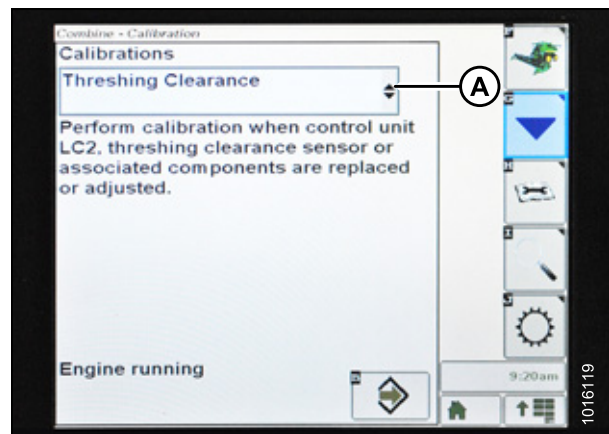 Combine - Calibration
Calibrations
Threshing Clearance
A
Perform calibration when control unit
LC2, threshing clearance sensor or
associated components are replaced
or adjusted.
Engine running
F
G
H
I
S
D
9:20am
1016119